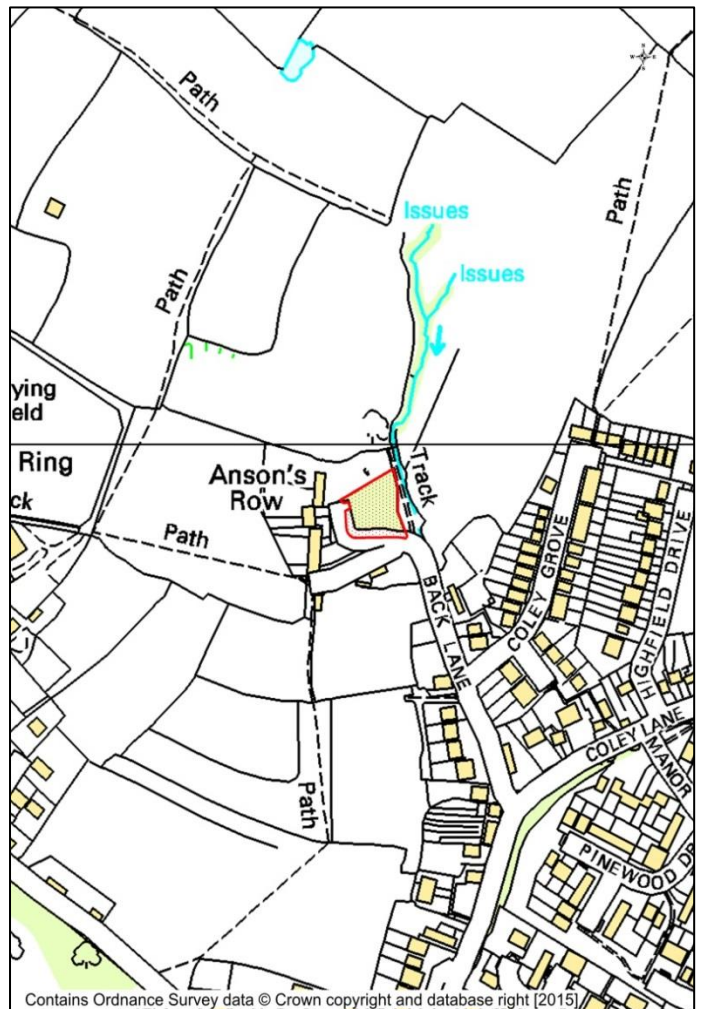 Path
Issues
Path
Issues
Path
ying
eld
Ring
ck
Anson's
Row
Track
Path
BACK LANE
COLEY GROVE
HIGHFIELD DRIVE
COLEY LANE
MANOR
PINEWOOD DR
Path
Contains Ordnance Survey data © Crown copyright and database right [2015]